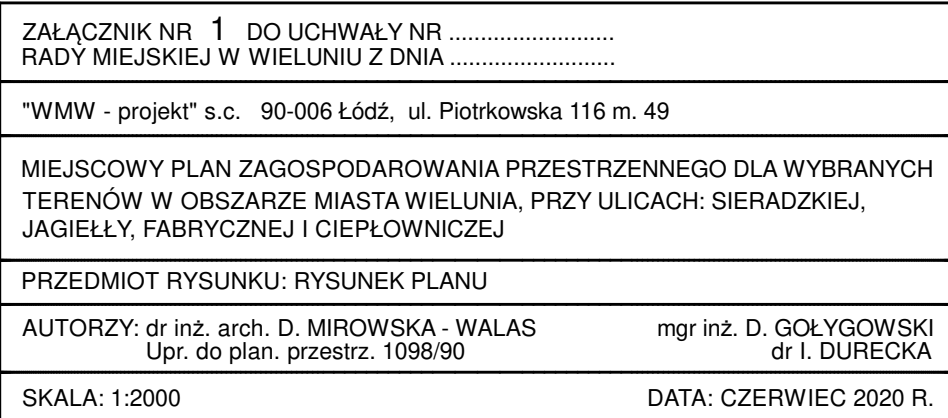 ZAŁĄCZNIK NR 1 DO UCHWAŁY NR ..........................
RADY MIEJSKIEJ W WIELUNIU Z DNIA ..........................
"WMW - projekt" s.c. 90-006 Łódź, ul. Piotrkowska 116 m. 49
MIEJSCOWY PLAN ZAGOSPODAROWANIA PRZESTRZENNEGO DLA WYBRANYCH
TERENÓW W OBSZARZE MIASTA WIELUNIA, PRZY ULICACH: SIERADZKIEJ,
JAGIEŁŁY, FABRYCZNEJ I CIEPŁOWNICZEJ
PRZEDMIOT RYSUNKU: RYSUNEK PLANU
AUTORZY: dr inż. arch. D. MIROWSKA - WALAS mgr inż. D. GOŁYGOWSKI
Upr. do plan. przestrz. 1098/90 dr I. DURECKA
SKALA: 1:2000 DATA: CZERWIEC 2020 R.